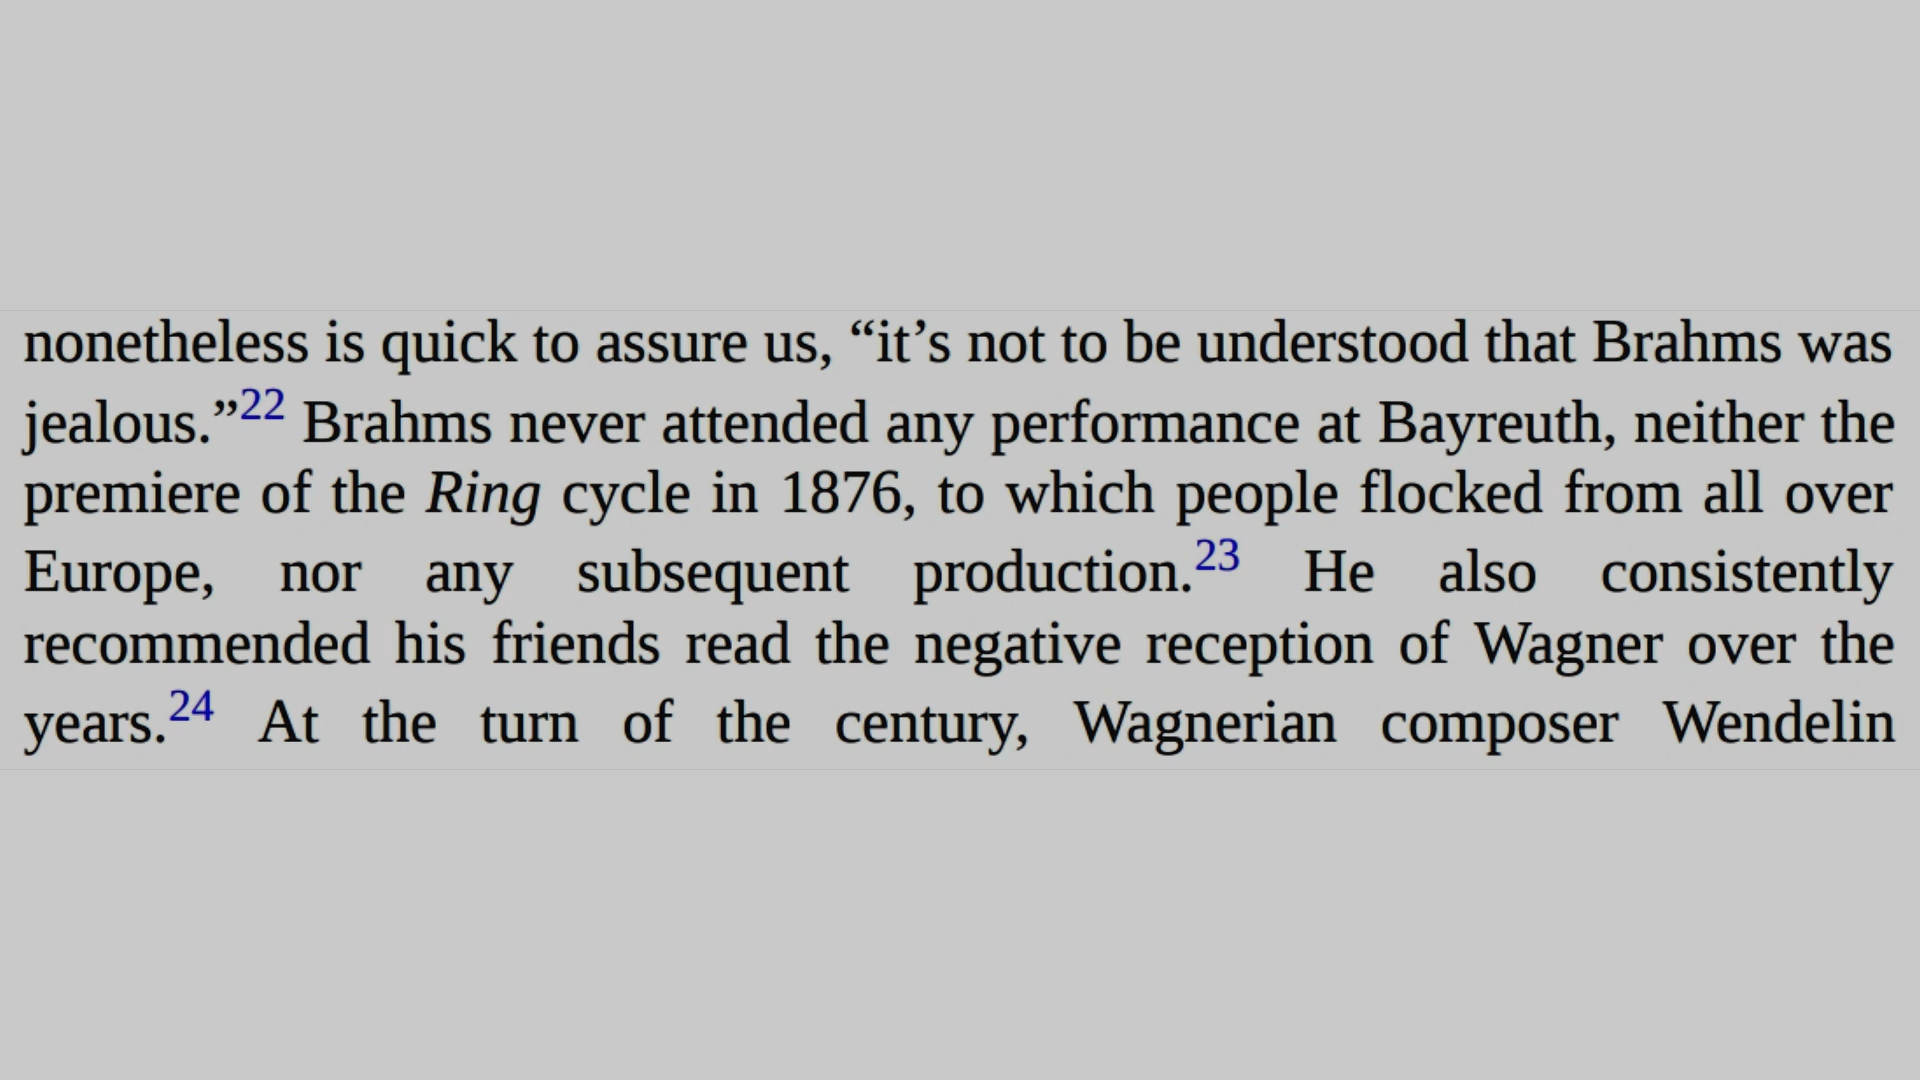 nonetheless is quick to assure us, “it’s not to be understood that Brahms was
jealous.”22 Brahms never attended any performance at Bayreuth, neither the
premiere of the Ring cycle in 1876, to which people flocked from all over
Europe, nor any subsequent production.23 He also consistently
recommended his friends read the negative reception of Wagner over the
years.24 At the turn of the century, Wagnerian composer Wendelin